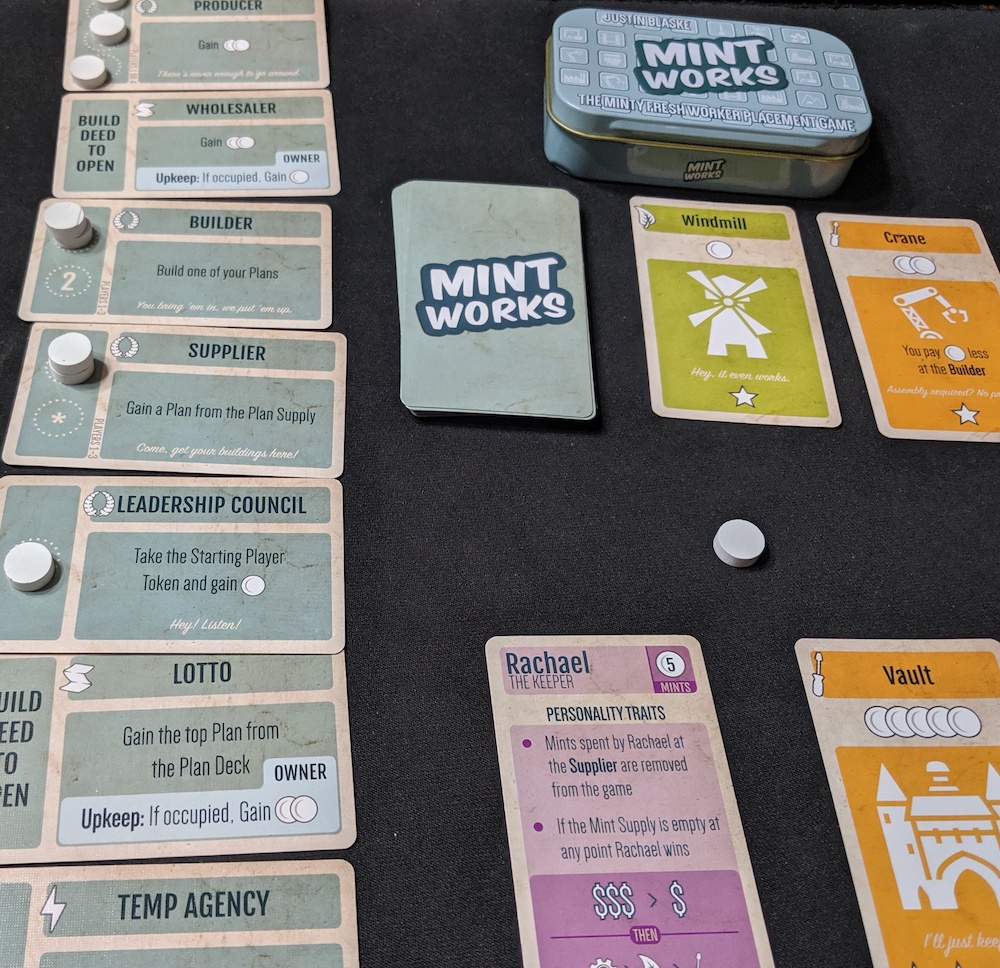 PRODUCER
Gain
There's never enough to go around.
BUILD
DEED
TO
OPEN
WHOLESALER
Gain
OWNER
Upkeep: If occupied, Gain
BUILDER
2
PLAYERS 1-3
Build one of your Plans
You bring 'em in, we put 'em up.
SUPPLIER
*
PLAYERS 1-3
Gain a Plan from the Plan Supply
Come, get your buildings here!
LEADERSHIP COUNCIL
Take the Starting Player
Token and gain
Hey! Listen!
LOTTO
Gain the top Plan from
the Plan Deck
OWNER
Upkeep: If occupied, Gain
TEMP AGENCY
JUSTIN BLASKE
MINT
WORKS
THE MINTY FRESH WORKER PLACEMENT GAME
MINT
WORKS
MINT
WORKS
Windmill
Hey, it even works.
Crane
You pay less
at the Builder
Assembly required? No
Rachael
THE KEEPER
5
MINTS
PERSONALITY TRAITS
• Mints spent by Rachael at
the Supplier are removed
from the game
• If the Mint Supply is empty at
any point Rachael wins
$$$ > $
THEN
Vault
I'll just